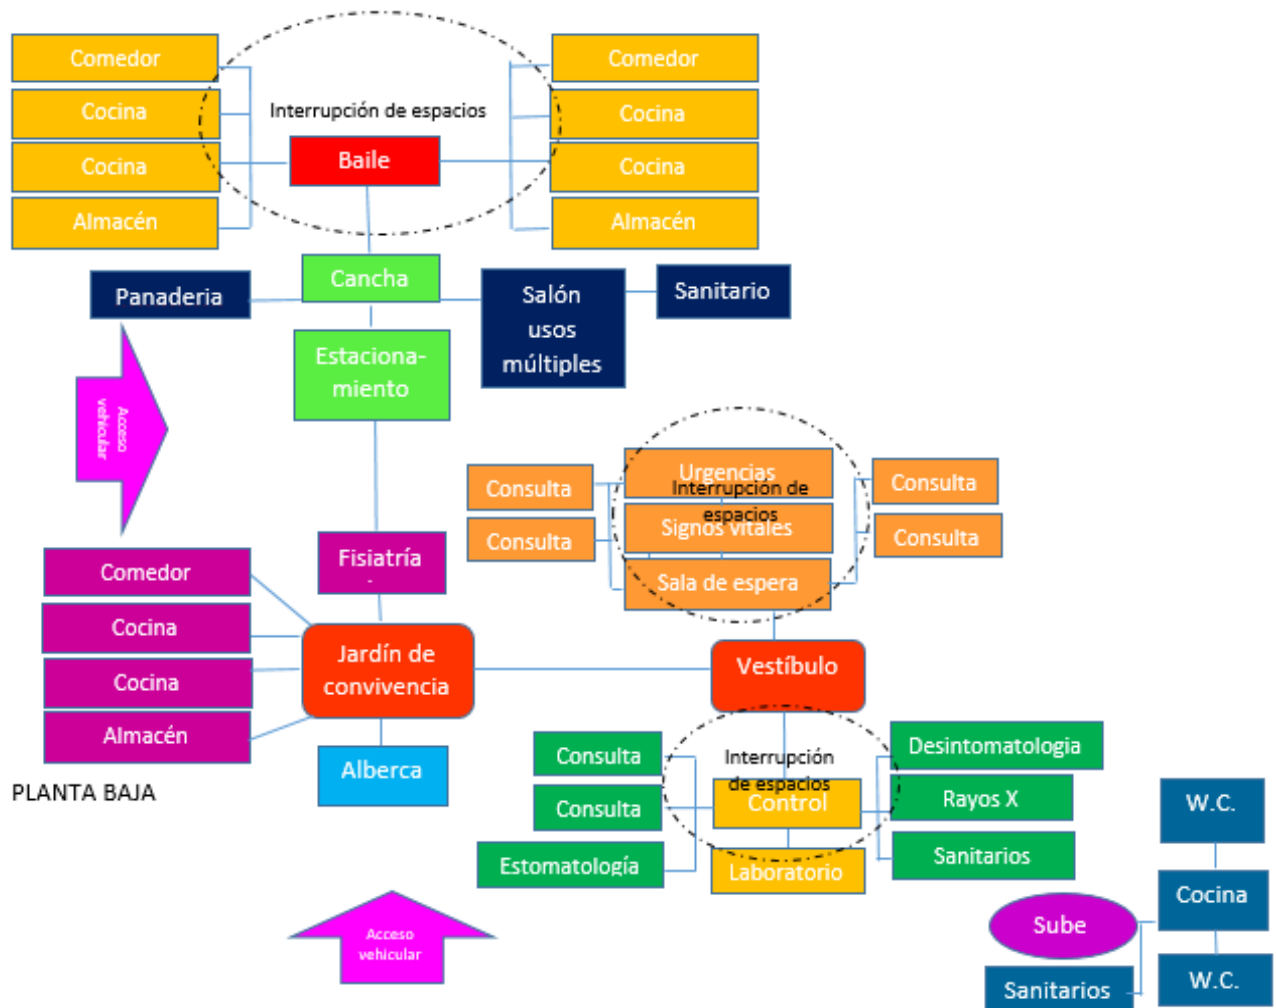 Comedor
Cocina
Cocina
Almacén
Interrupción de espacios
Baile
Comedor
Cocina
Cocina
Almacén
Panaderia
Cancha
Salón
usos
múltiples
Sanitario
Estaciona-
miento
Acceso
vehicular
Consulta
Consulta
Urgencias
Interrupción de
espacios
Signos vitales
Sala de espera
Consulta
Consulta
Fisiatría
Comedor
Cocina
Cocina
Almacén
Jardín de
convivencia
Vestíbulo
Alberca
PLANTA BAJA
Consulta
Consulta
Estomatología
Interrupción
de espacios
Control
Laboratorio
Desintomatologia
Rayos X
Sanitarios
W.C.
Cocina
W.C.
Sube
Sanitarios
Acceso
vehicular